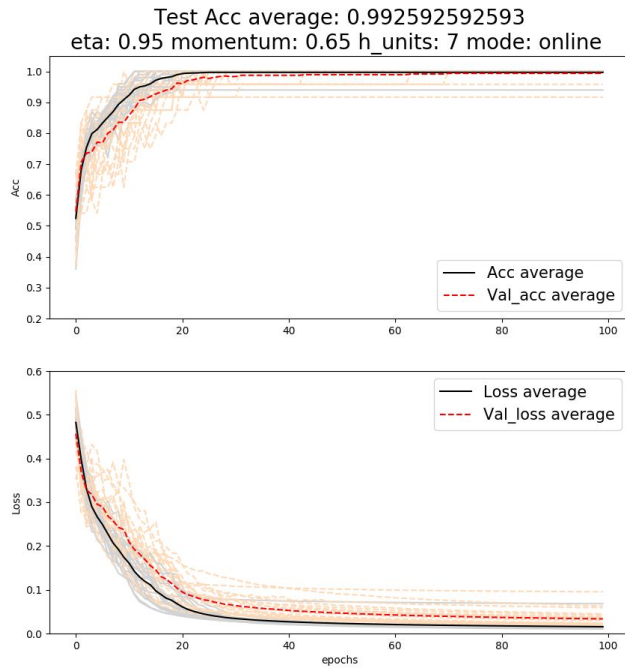 Test Acc average: 0.992592592593
eta: 0.95 momentum: 0.65 h_units: 7 mode: online
1.0
0.9
0.8
0.7
0.6
0.5
0.4
0.3
0.2
Acc
Acc average
Val_acc average
0 20 40 60 80 100
0.6
0.5
0.4
0.3
0.2
0.1
0.0
Loss
Loss average
Val_loss average
0 20 40 60 80 100
epochs